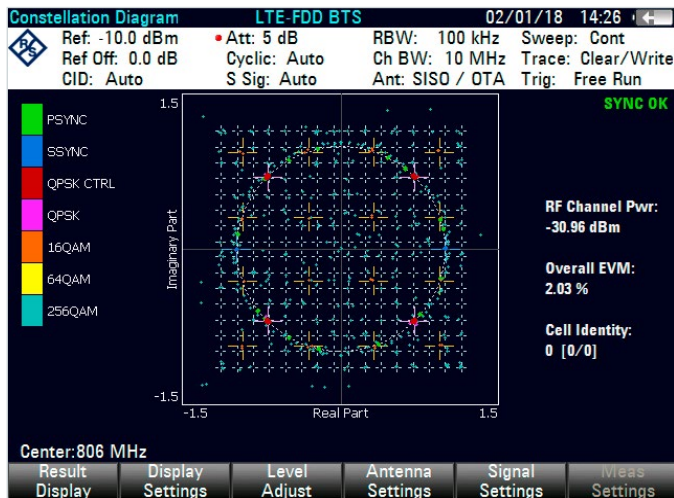 Constellation Diagram LTE-FDD BTS 02/01/18 14:26
R&S
Ref: -10.0 dBm Att: 5 dB RBW: 100 kHz Sweep: Cont
Ref Off: 0.0 dB Cyclic: Auto Ch BW: 10 MHz Trace: Clear/Write
CID: Auto S Sig: Auto Ant: SISO / OTA Trig: Free Run
SYNC OK
1.5
PSYNC
SSYNC
QPSK CTRL
QPSK
16QAM
64QAM
256QAM
Imaginary Part
RF Channel Pwr:
-30.96 dBm
Overall EVM:
2.03 %
Cell Identity:
0 [0/0]
-1.5
-1.5 Real Part 1.5
Center:806 MHz
Result Display Level Antenna Signal Meas
Display Settings Adjust Settings Settings Settings